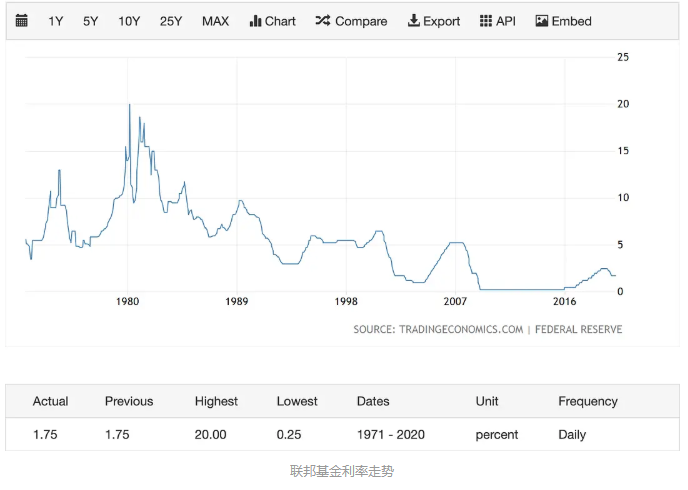 1Y 5Y 10Y 25Y MAX Chart Compare Export API Embed
25
20
15
10
5
0
1980 1989 1998 2007 2016
SOURCE: TRADINGECONOMICS.COM | FEDERAL RESERVE
Actual Previous Highest Lowest Dates Unit Frequency
1.75 1.75 20.00 0.25 1971 - 2020 percent Daily
联邦基金利率走势